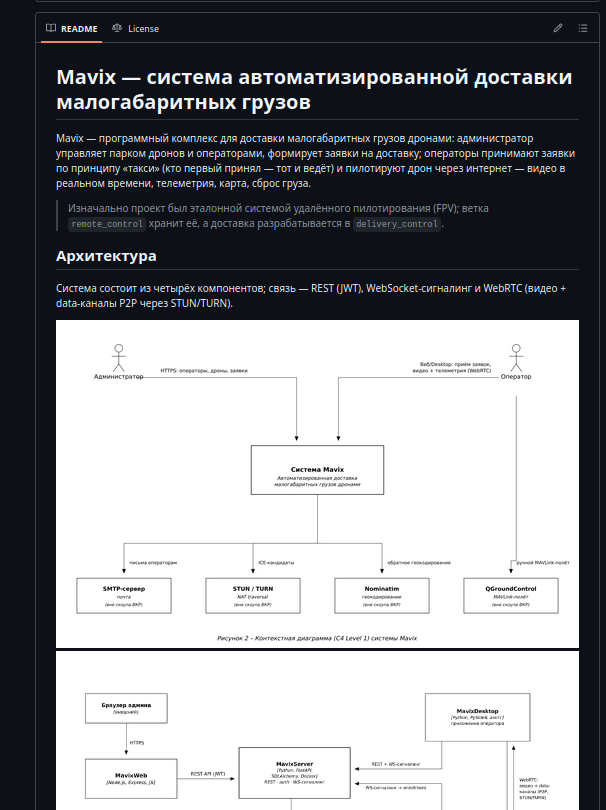 README
License
Mavix — система автоматизированной доставки
малогабаритных грузов
Mavix — программный комплекс для доставки малогабаритных грузов дронами: администратор
управляет парком дронов и операторами, формирует заявки на доставку; операторы принимают заявки
по принципу «такси» (кто первый принял — тот и ведёт) и пилотируют дрон через интернет — видео в
реальном времени, телеметрия, карта, сброс груза.
Изначально проект был эталонной системой удалённого пилотирования (FPV); ветка
remote_control хранит её, а доставка разрабатывается в delivery_control.
Архитектура
Система состоит из четырёх компонентов; связь — REST (JWT), WebSocket-сигналинг и WebRTC (видео +
data-каналы P2P через STUN/TURN).
Администратор
HTTPS: операторы, дроны, заявки
Веб/Desktop: приём заявок,
видео + телеметрия (WebRTC)
Оператор
Система Mavix
Автоматизированная доставка
малогабаритных грузов дронами
письма операторам
ICE-кандидаты
обратное геокодирование
ручной MAVLink-полёт
SMTP-сервер
почта
(вне скоупа ВКР)
STUN / TURN
NAT traversal
(вне скоупа ВКР)
Nominatim
геокодирование
(вне скоупа ВКР)
QGroundControl
MAVLink-полёт
(вне скоупа ВКР)
Рисунок 2 – Контекстная диаграмма (C4 Level 1) системы Mavix
Браузер админа
[внешний]
MavixDesktop
[Python, PySide6, aiortc]
приложение оператора
HTTPS
MavixWeb
[Node.js, Express, JS]
REST API (JWT)
MavixServer
[Python, FastAPI,
SQLAlchemy, Docker]
REST · auth · WS-сигналинг
REST + WS-сигналинг
WS-сигналинг + enrollment
WebRTC:
видео + data-
каналы (P2P,
STUN/TURN)